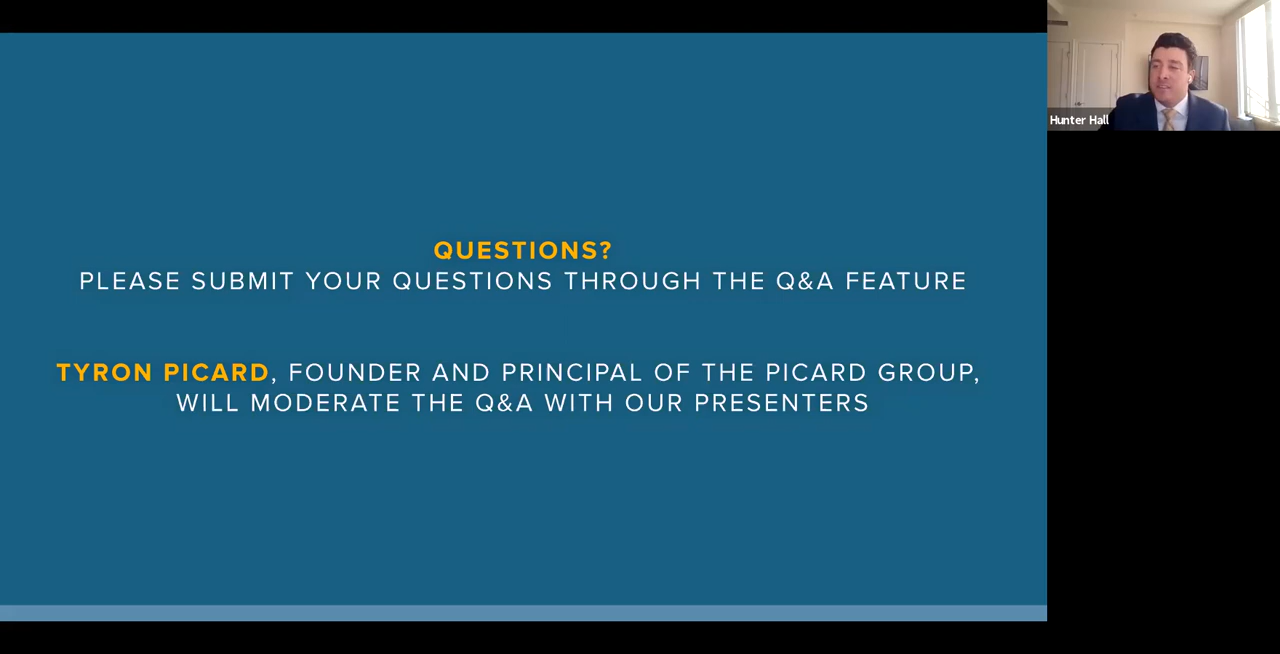 QUESTIONS?
PLEASE SUBMIT YOUR QUESTIONS THROUGH THE Q&A FEATURE
TYRON PICARD, FOUNDER AND PRINCIPAL OF THE PICARD GROUP,
WILL MODERATE THE Q&A WITH OUR PRESENTERS
Hunter Hall